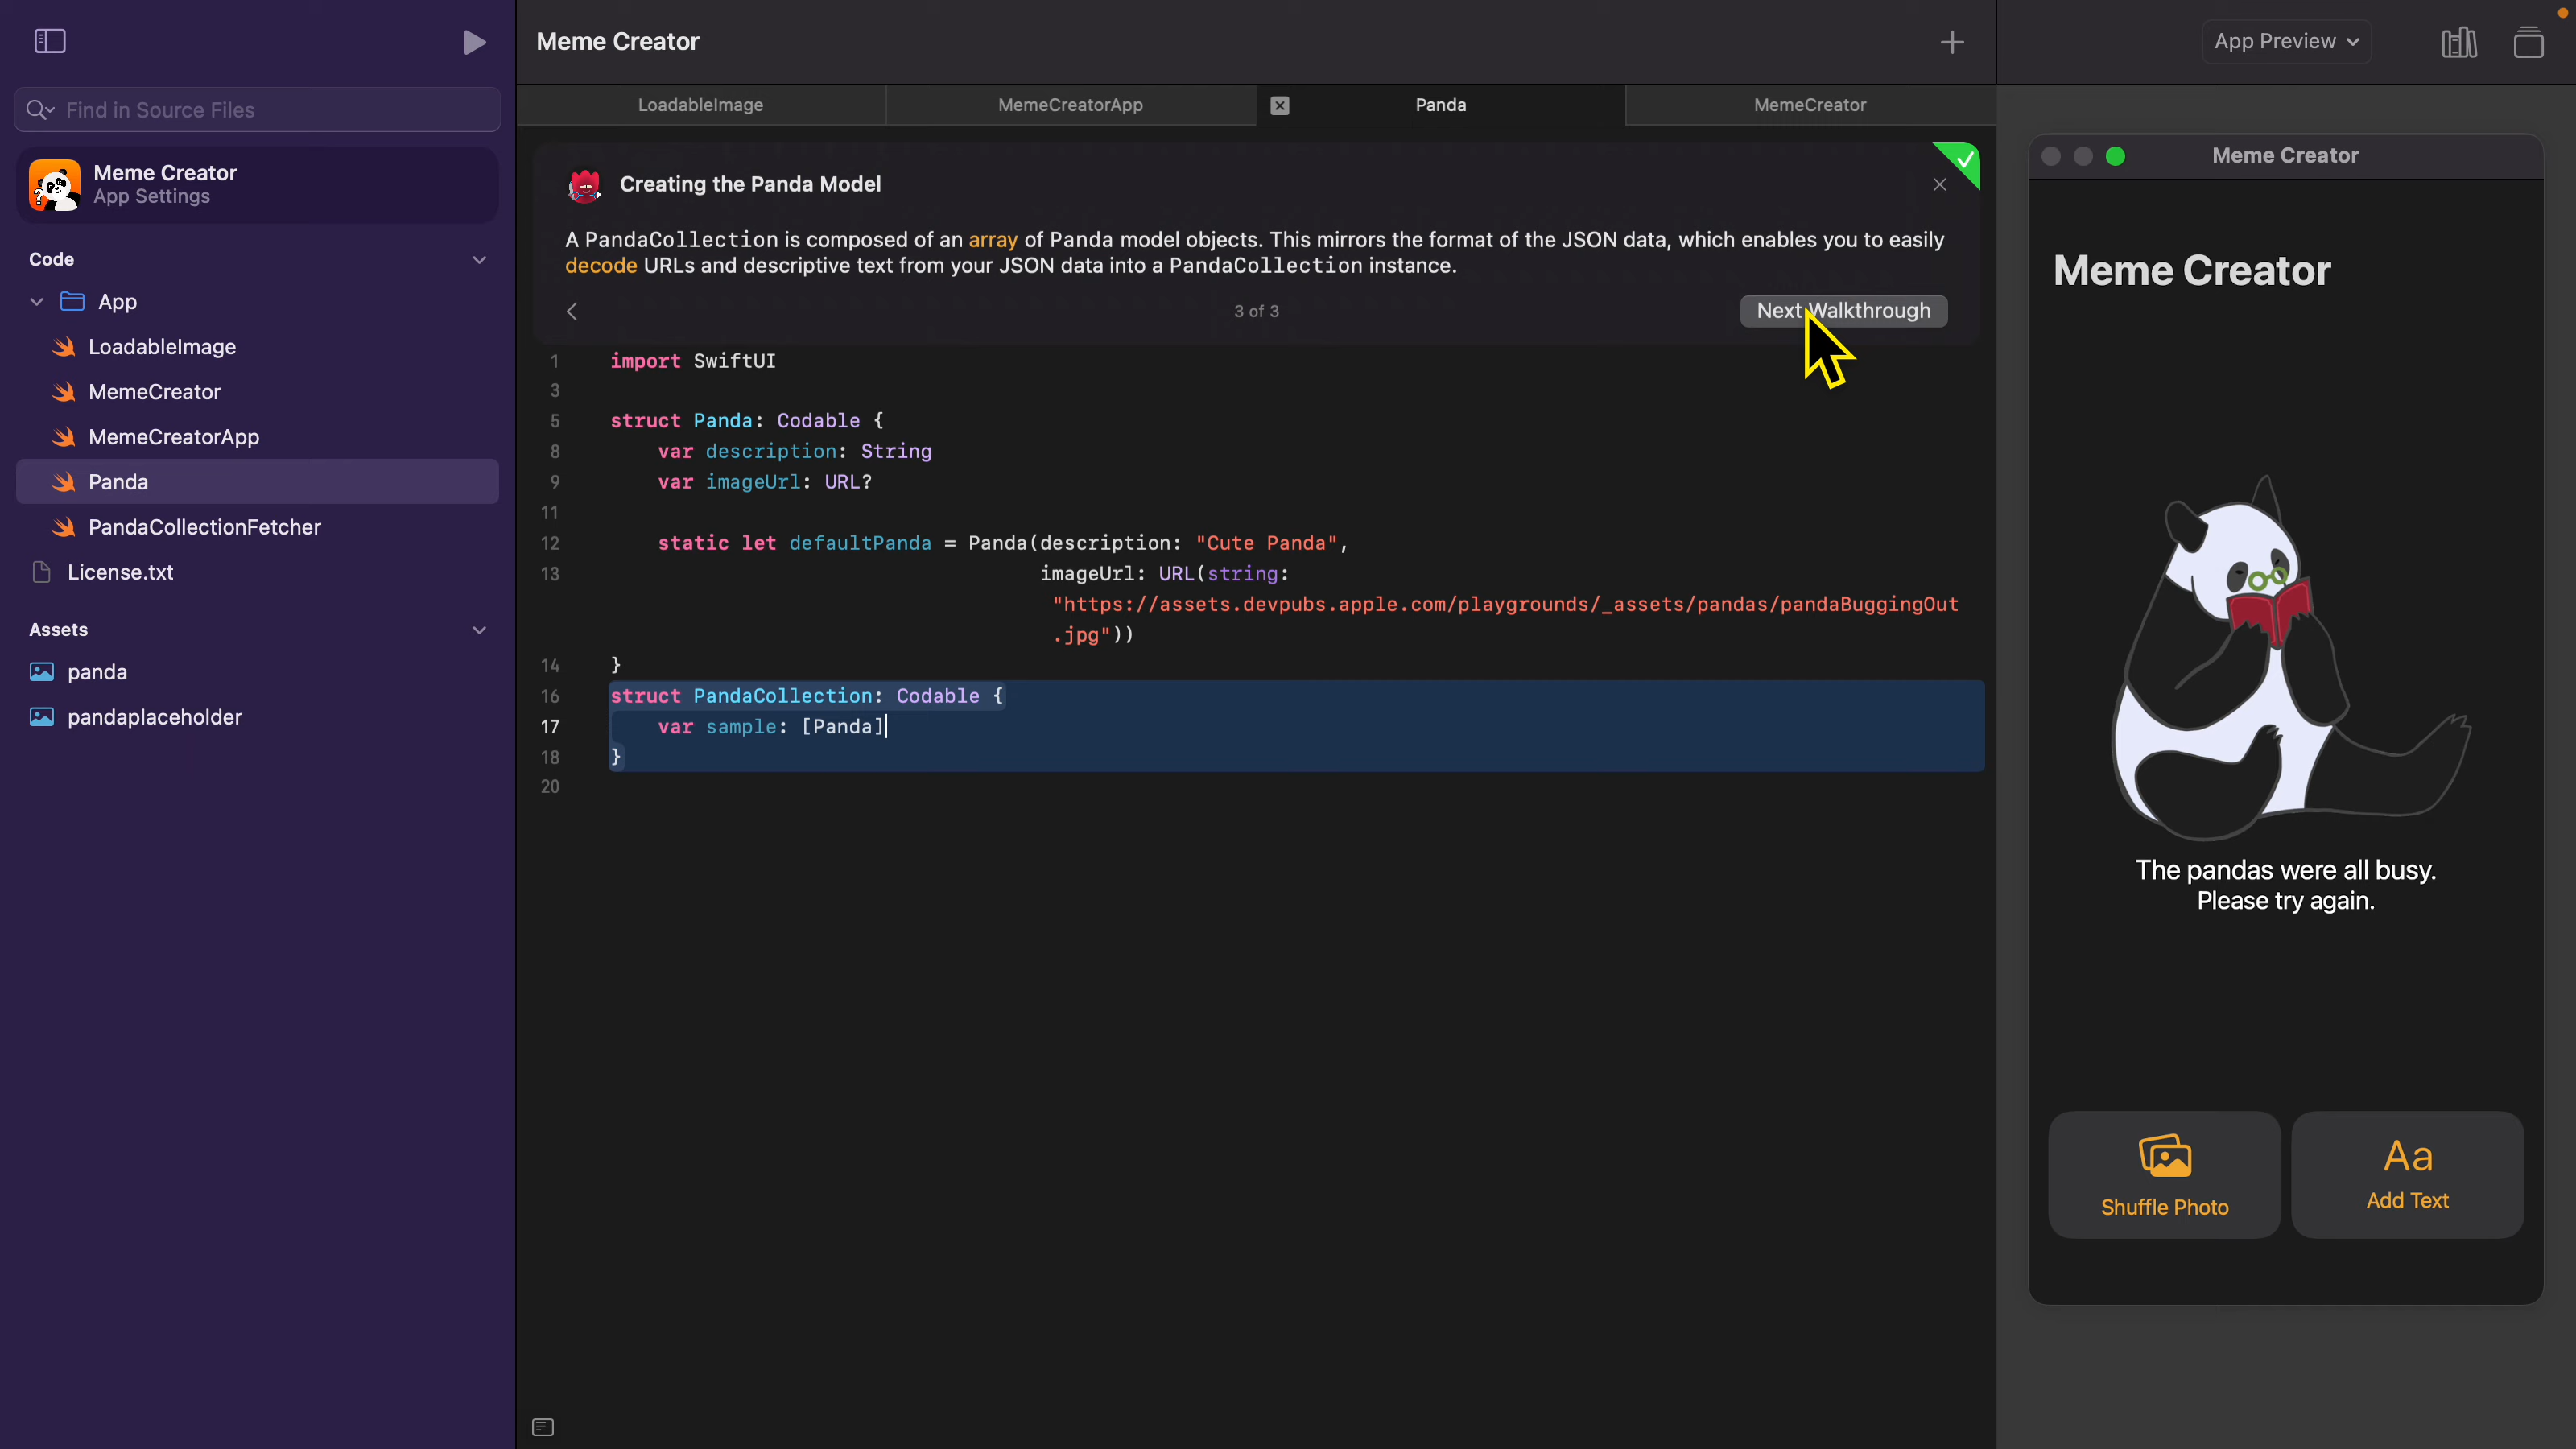 Meme Creator
App Preview
Find in Source Files
LoadableImage
MemeCreatorApp
Panda
MemeCreator
Meme Creator
App Settings
Code
App
LoadableImage
MemeCreator
MemeCreatorApp
Panda
PandaCollectionFetcher
License.txt
Assets
panda
pandaplaceholder
Creating the Panda Model
A PandaCollection is composed of an array of Panda model objects. This mirrors the format of the JSON data, which enables you to easily
decode URLs and descriptive text from your JSON data into a PandaCollection instance.
3 of 3
Next Walkthrough
1 import SwiftUI
3
5 struct Panda: Codable {
8 var description: String
9 var imageUrl: URL?
11
12 static let defaultPanda = Panda(description: "Cute Panda",
13 imageUrl: URL(string:
"https://assets.devpubs.apple.com/playgrounds/_assets/pandas/pandaBuggingOut
.jpg"))
14 }
16 struct PandaCollection: Codable {
17 var sample: [Panda]
18 }
20
Meme Creator
Meme Creator
The pandas were all busy.
Please try again.
Shuffle Photo
Aa
Add Text